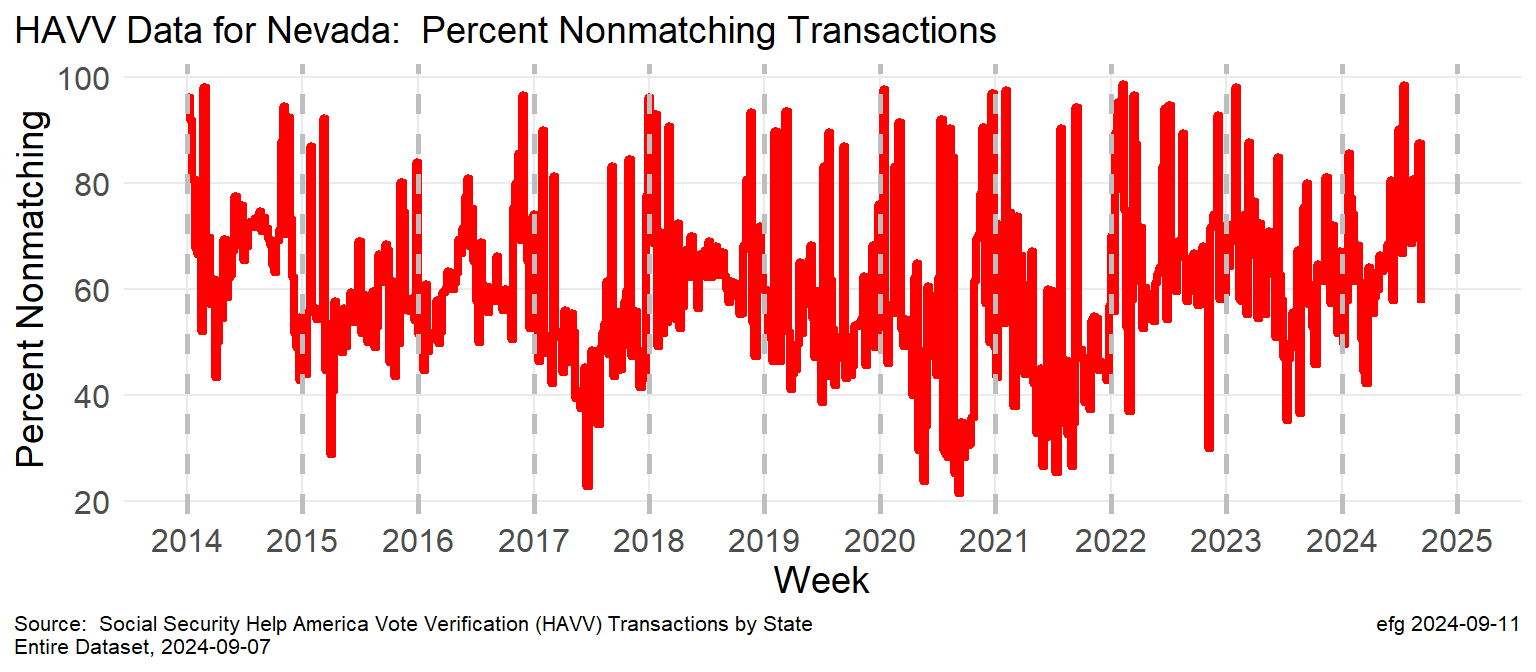 HAVV Data for Nevada:  Percent Nonmatching Transactions
Percent Nonmatching
100
80
60
40
20
2014 2015 2016 2017 2018 2019 2020 2021 2022 2023 2024 2025
Week
Source:  Social Security Help America Vote Verification (HAVV) Transactions by State
Entire Dataset, 2024-09-07
efg 2024-09-11